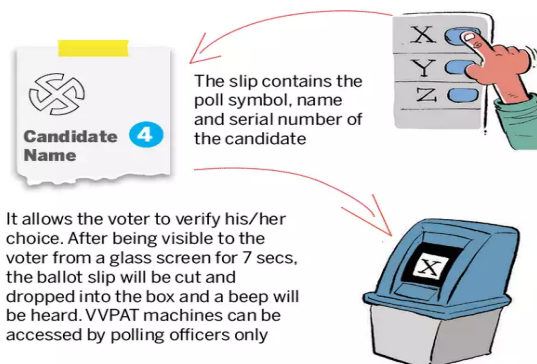 X
Y
Z
The slip contains the
poll symbol, name
and serial number of
the candidate
Candidate 4
Name
It allows the voter to verify his/her
choice. After being visible to the
voter from a glass screen for 7 secs,
the ballot slip will be cut and
dropped into the box and a beep will
be heard. VVPAT machines can be
accessed by polling officers only
X